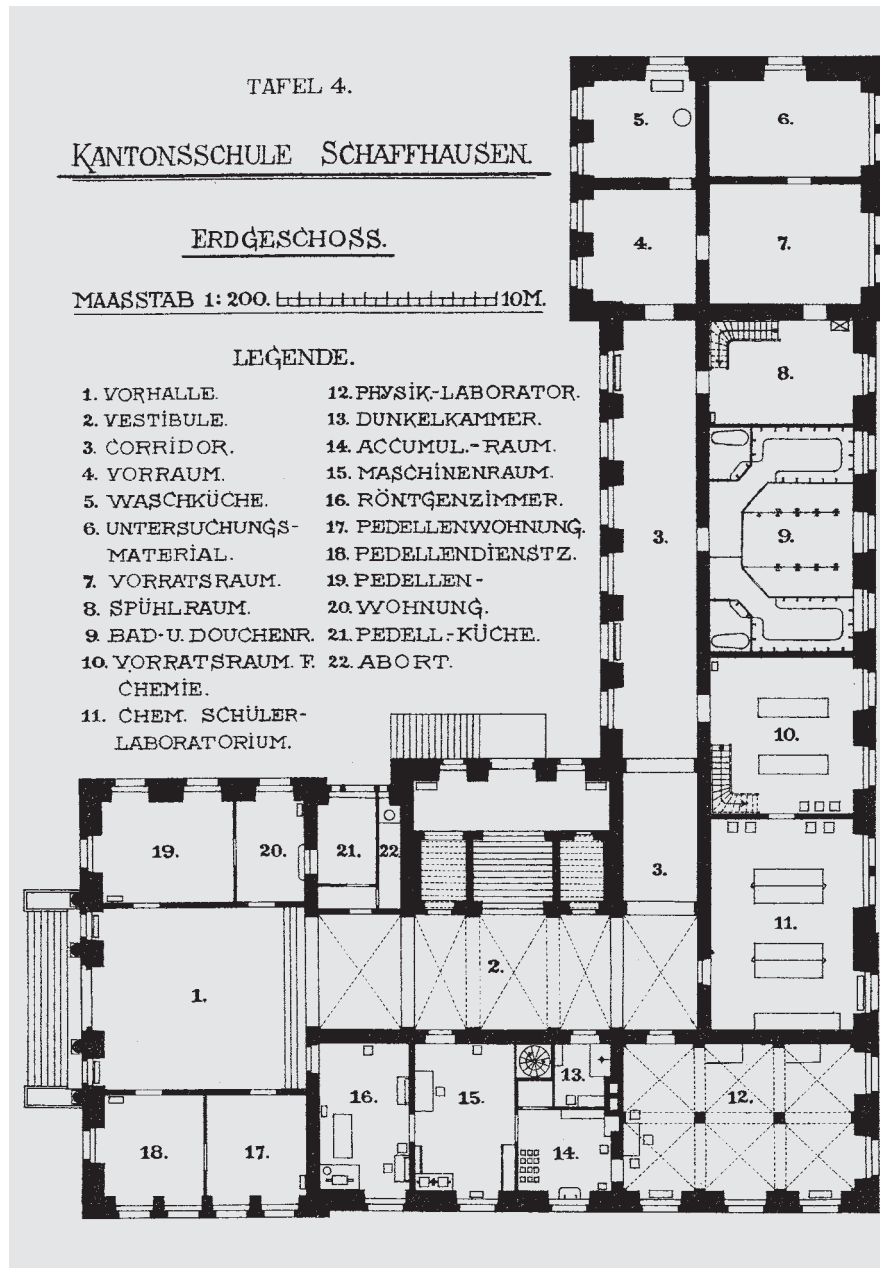 TAFEL 4.
KANTONSSCHULE SCHAFFHAUSEN.
ERDGESCHOSS.
MAASSTAB 1:200. 10M.
LEGENDE.
1. VORHALLE.
2. VESTIBULE.
3. CORRIDOR.
4. VORRAUM.
5. WASCHKÜCHE.
6. UNTERSUCHUNGS-
MATERIAL.
7. VORRATSRAUM.
8. SPÜHLRAUM.
9. BAD- U. DOUCHENR.
10. VORRATSRAUM. F.
CHEMIE.
11. CHEM. SCHÜLER-
LABORATORIUM.
12. PHYSIK.-LABORATOR.
13. DUNKELKAMMER.
14. ACCUMUL.-RAUM.
15. MASCHINENRAUM.
16. RÖNTGENZIMMER.
17. PEDELLENWOHNUNG.
18. PEDELLENDIENSTZ.
19. PEDELLEN-
20. WOHNUNG.
21. PEDELL.-KÜCHE.
22. ABORT.
5.
6.
4.
7.
8.
3.
9.
10.
19.
20.
21.
22.
3.
11.
1.
2.
16.
15.
13.
12.
18.
17.
14.